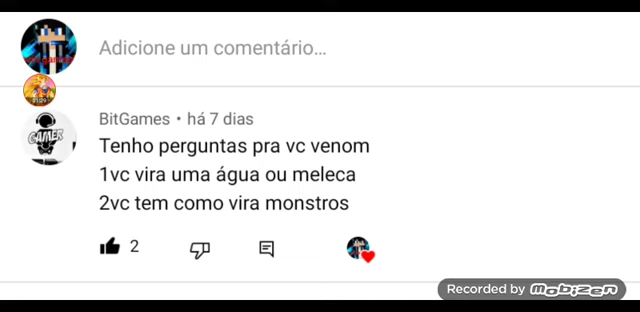 Adicione um comentário...
BitGames • há 7 dias
GAMER
Tenho perguntas pra vc venom
1vc vira uma água ou meleca
2vc tem como vira monstros
2
Recorded by MOBIZEN